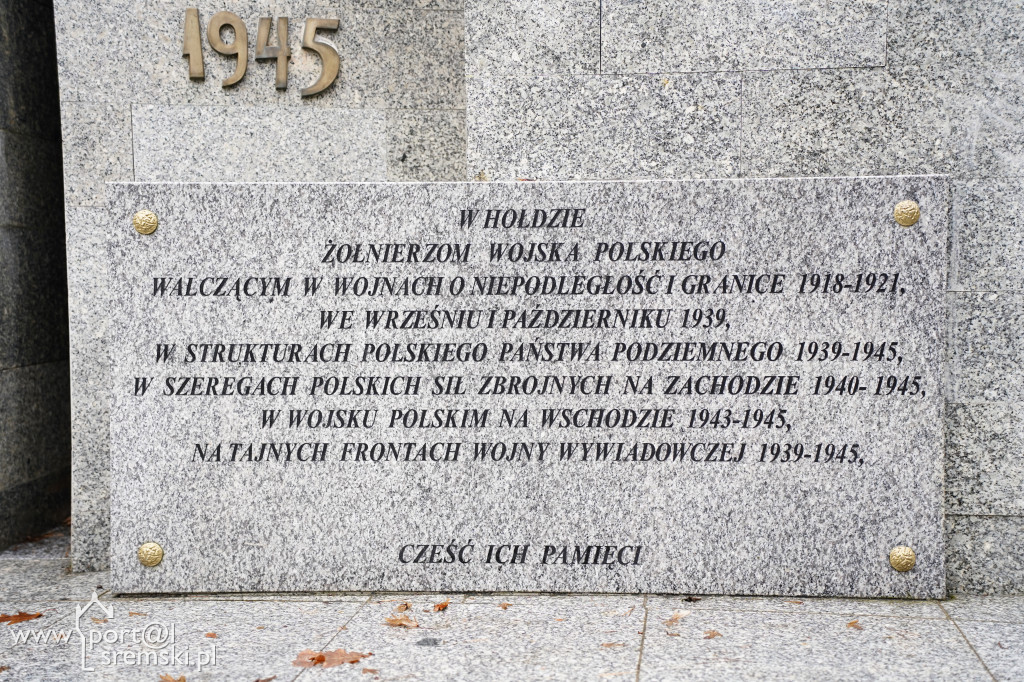 1945
W HOŁDZIE
ŻOŁNIERZOM WOJSKA POLSKIEGO
WALCZĄCYM W WOJNACH O NIEPODLEGŁOŚĆ I GRANICE 1918-1921,
WE WRZEŚNIU I PAŹDZIERNIKU 1939,
W STRUKTURACH POLSKIEGO PAŃSTWA PODZIEMNEGO 1939-1945,
W SZEREGACH POLSKICH SIŁ ZBROJNYCH NA ZACHODZIE 1940- 1945,
W WOJSKU POLSKIM NA WSCHODZIE 1943-1945,
NA TAJNYCH FRONTACH WOJNY WYWIADOWCZEJ 1939-1945,
CZEŚĆ ICH PAMIĘCI
www.port@l
sremski.pl